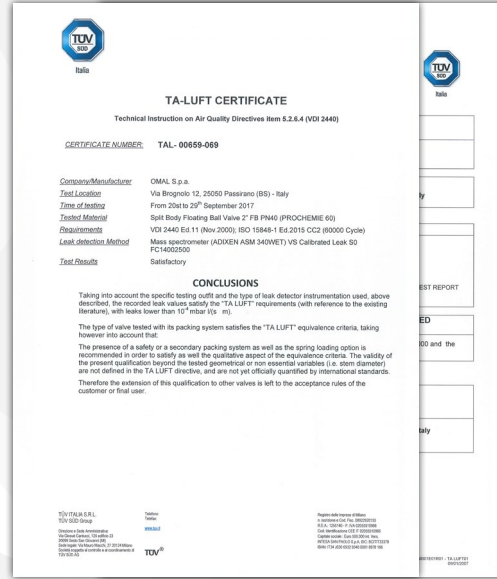 TÜV
SÜD
Italia
TA-LUFT CERTIFICATE
Technical Instruction on Air Quality Directives item 5.2.6.4 (VDI 2440)
CERTIFICATE NUMBER: TAL- 00659-069
Company/Manufacturer OMAL S.p.a.
Test Location Via Brognolo 12, 25050 Passirano (BS) - Italy
Time of testing From 20st to 29th September 2017
Tested Material Split Body Floating Ball Valve 2" FB PN40 (PROCHEMIE 60)
Requirements VDI 2440 Ed.11 (Nov.2000); ISO 15848-1 Ed.2015 CC2 (60000 Cycle)
Leak detection Method Mass spectrometer (ADIXEN ASM 340WET) VS Calibrated Leak S0
FC14002500
Test Results Satisfactory
CONCLUSIONS
Taking into account the specific testing outfit and the type of leak detector instrumentation used, above
described, the recorded leak values satisfy the "TA LUFT" requirements (with reference to the existing
literature), with leaks lower than 10-4 mbar l/(s m).
The type of valve tested with its packing system satisfies the "TA LUFT" equivalence criteria, taking
however into account that:
The presence of a safety or a secondary packing system as well as the spring loading option is
recommended in order to satisfy as well the qualitative aspect of the equivalence criteria. The validity of
the present qualification beyond the tested geometrical or non essential variables (i.e. stem diameter)
are not defined in the TA LUFT directive, and are not yet officially quantified by international standards.
Therefore the extension of this qualification to other valves is left to the acceptance rules of the
customer or final user.
TÜV ITALIA S.R.L.
TÜV SÜD Group
Telefono
Telefax
TÜV®
TÜV
SÜD
Italia
ly
EST REPORT
ED
000 and the
taly
TA LUFT01